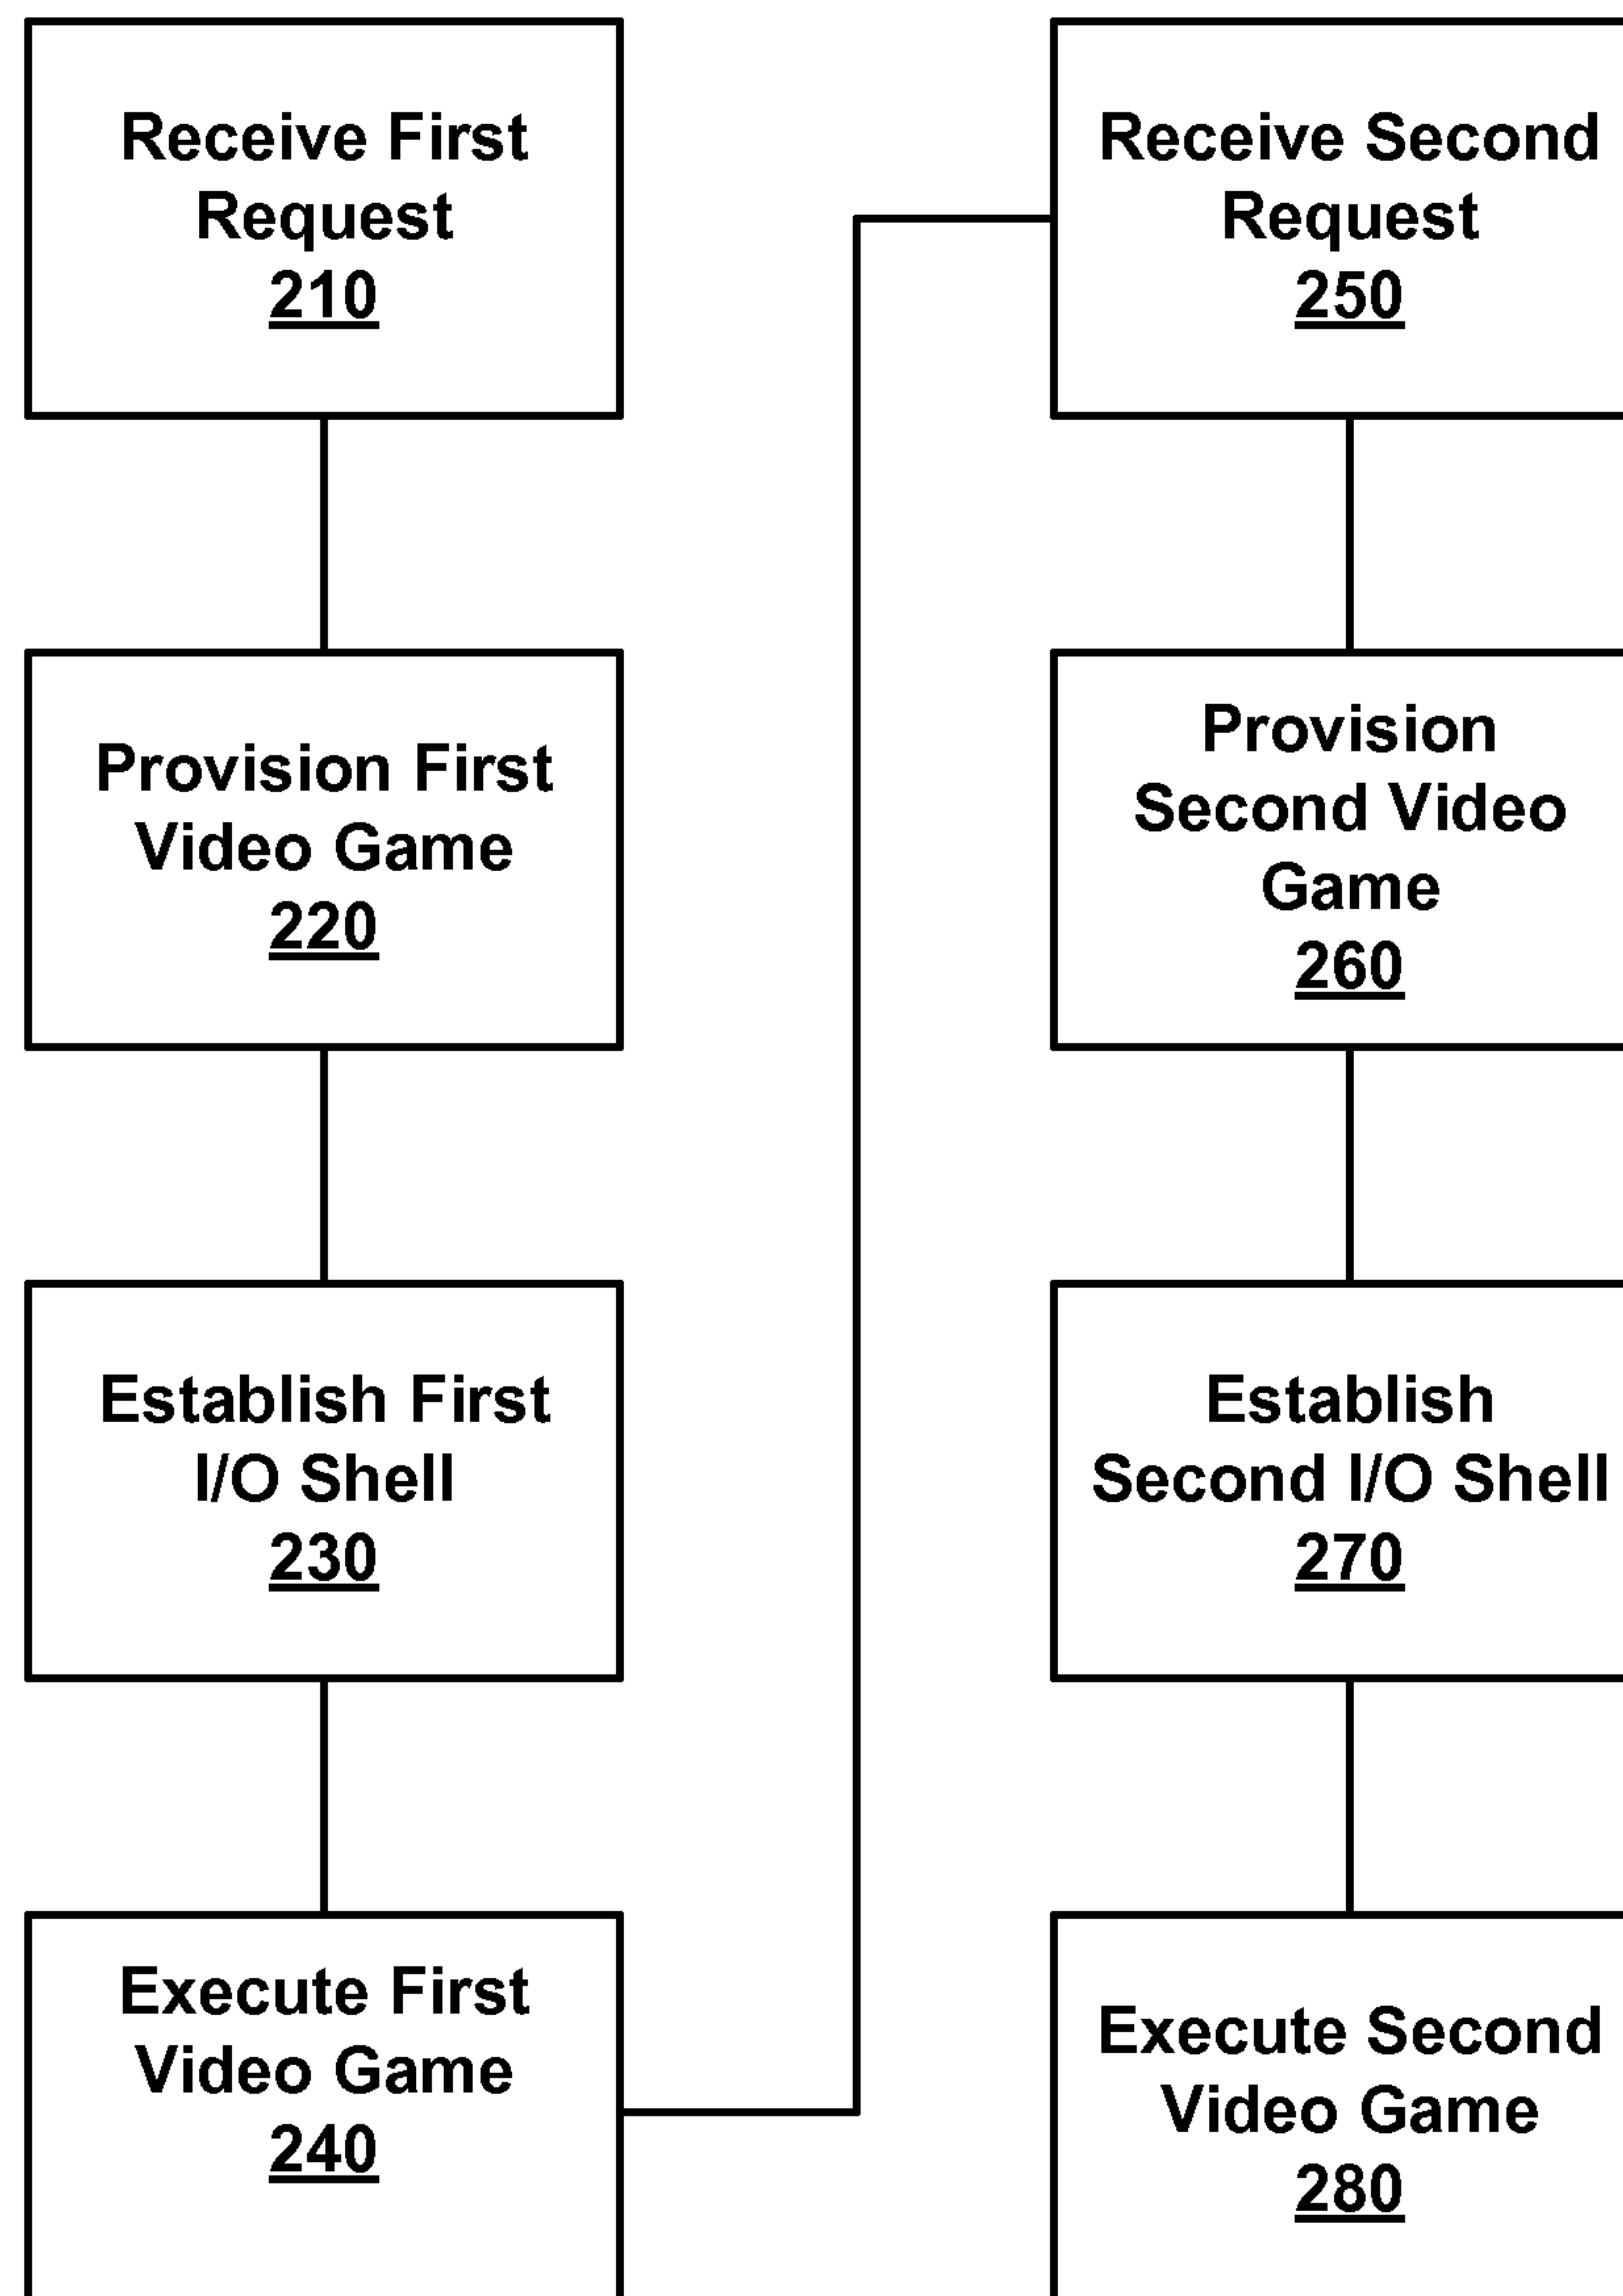 Receive First
Request
210
Provision First
Video Game
220
Establish First
I/O Shell
230
Execute First
Video Game
240
Receive Second
Request
250
Provision
Second Video
Game
260
Establish
Second I/O Shell
270
Execute Second
Video Game
280